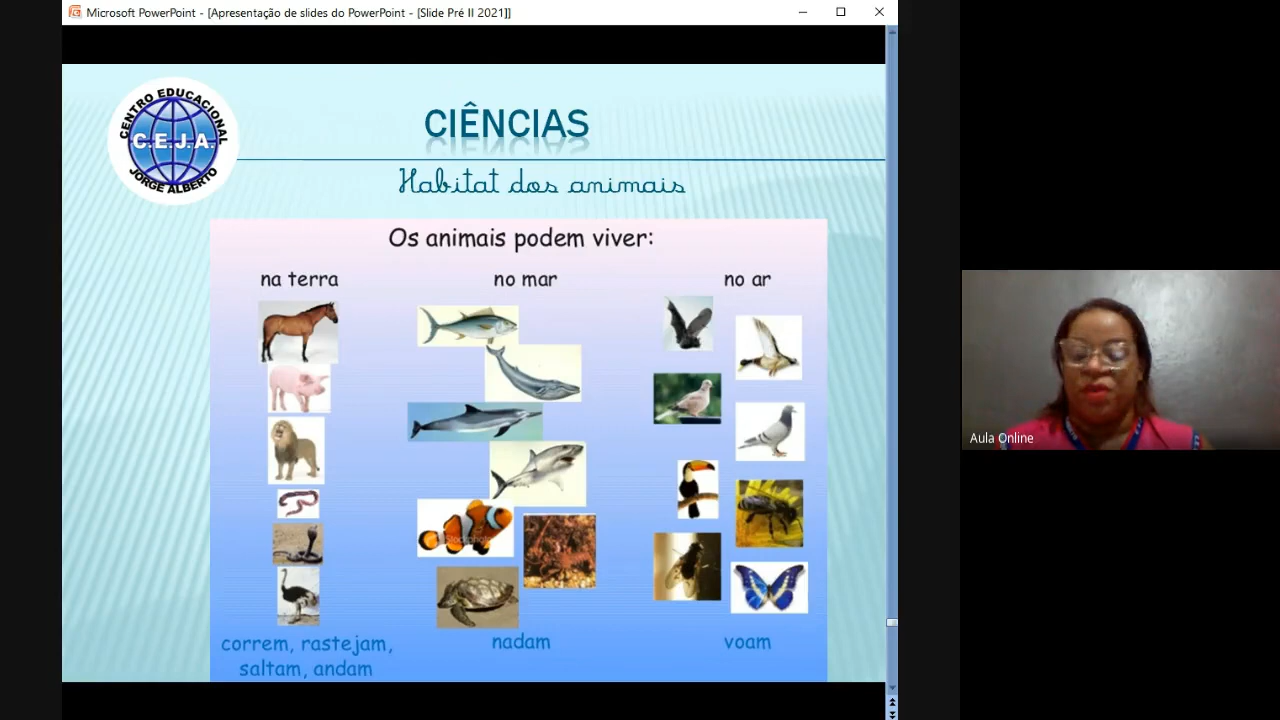 Microsoft PowerPoint - [Apresentação de slides do PowerPoint - [Slide Pré II 2021]]
CENTRO EDUCACIONAL
C.E.J.A.
JORGE ALBERTO
CIÊNCIAS
Habitat dos animais
Os animais podem viver:
na terra
no mar
no ar
correm, rastejam,
saltam, andam
nadam
voam
Aula Online